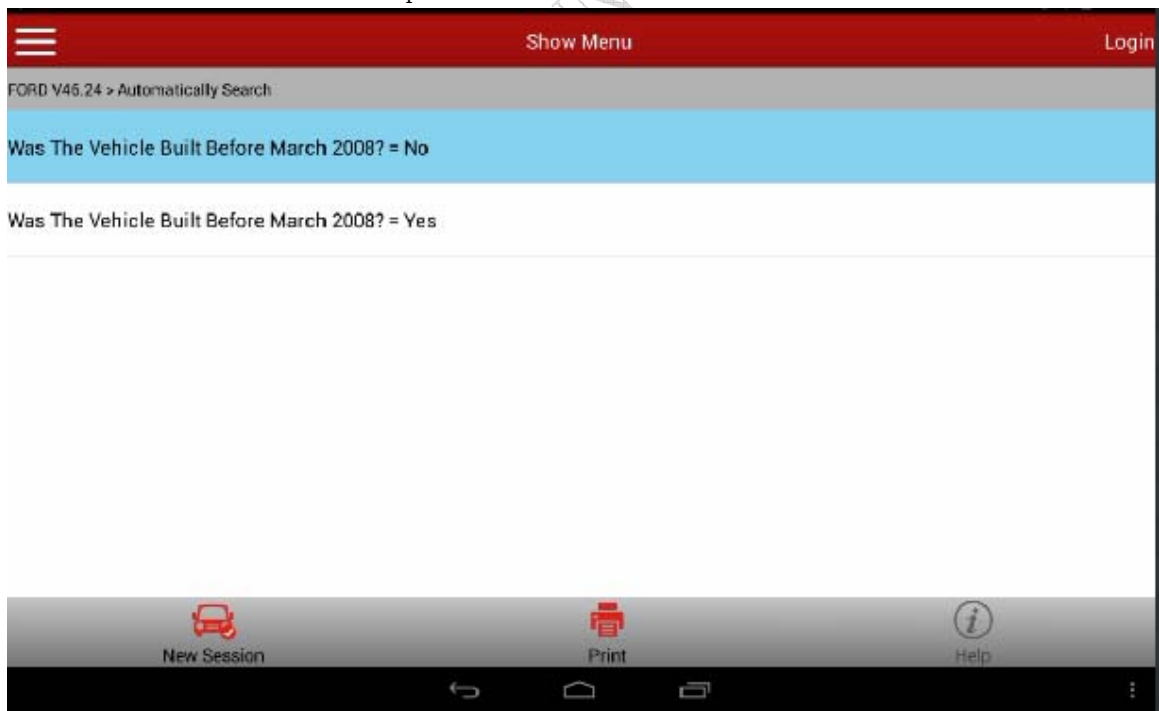 Show Menu
Login
FORD V46.24 > Automatically Search
Was The Vehicle Built Before March 2008? = No
Was The Vehicle Built Before March 2008? = Yes
New Session
Print
Help